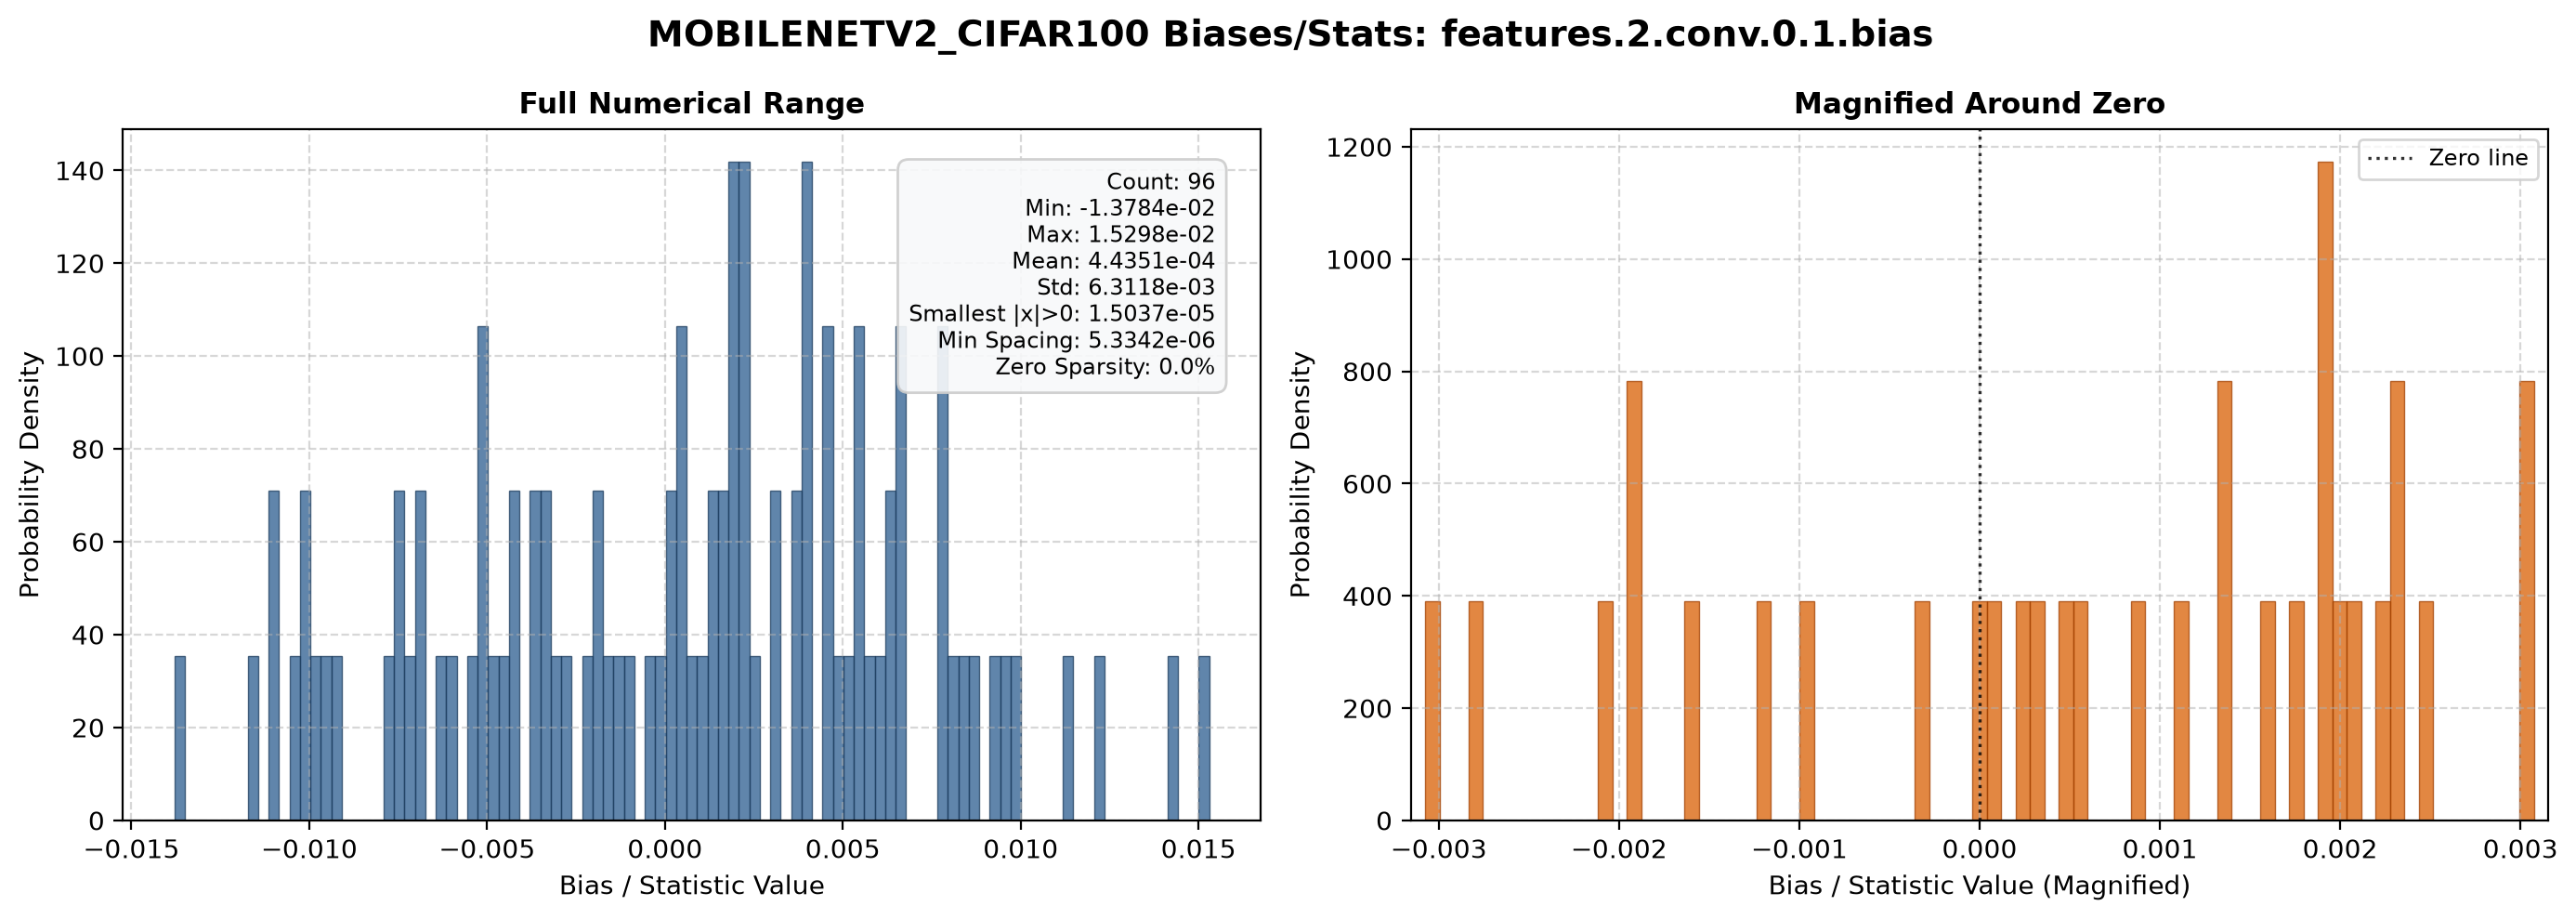 MOBILENETV2_CIFAR100 Biases/Stats: features.2.conv.0.1.bias
Full Numerical Range
Probability Density
140
120
100
80
60
40
20
0
Count: 96
Min: -1.3784e-02
Max: 1.5298e-02
Mean: 4.4351e-04
Std: 6.3118e-03
Smallest |x|>0: 1.5037e-05
Min Spacing: 5.3342e-06
Zero Sparsity: 0.0%
−0.015 −0.010 −0.005 0.000 0.005 0.010 0.015
Bias / Statistic Value
Magnified Around Zero
Probability Density
1200
1000
800
600
400
200
0
Zero line
−0.003 −0.002 −0.001 0.000 0.001 0.002 0.003
Bias / Statistic Value (Magnified)